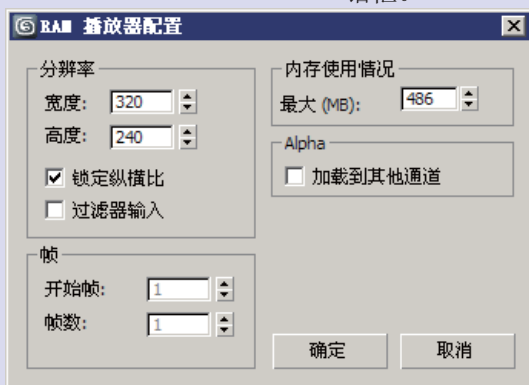 RAM 播放器配置
分辨率
宽度: 320
高度: 240
锁定纵横比
过滤器输入
帧
开始帧: 1
帧数: 1
内存使用情况
最大 (MB): 486
Alpha
加载到其他通道
确定 取消